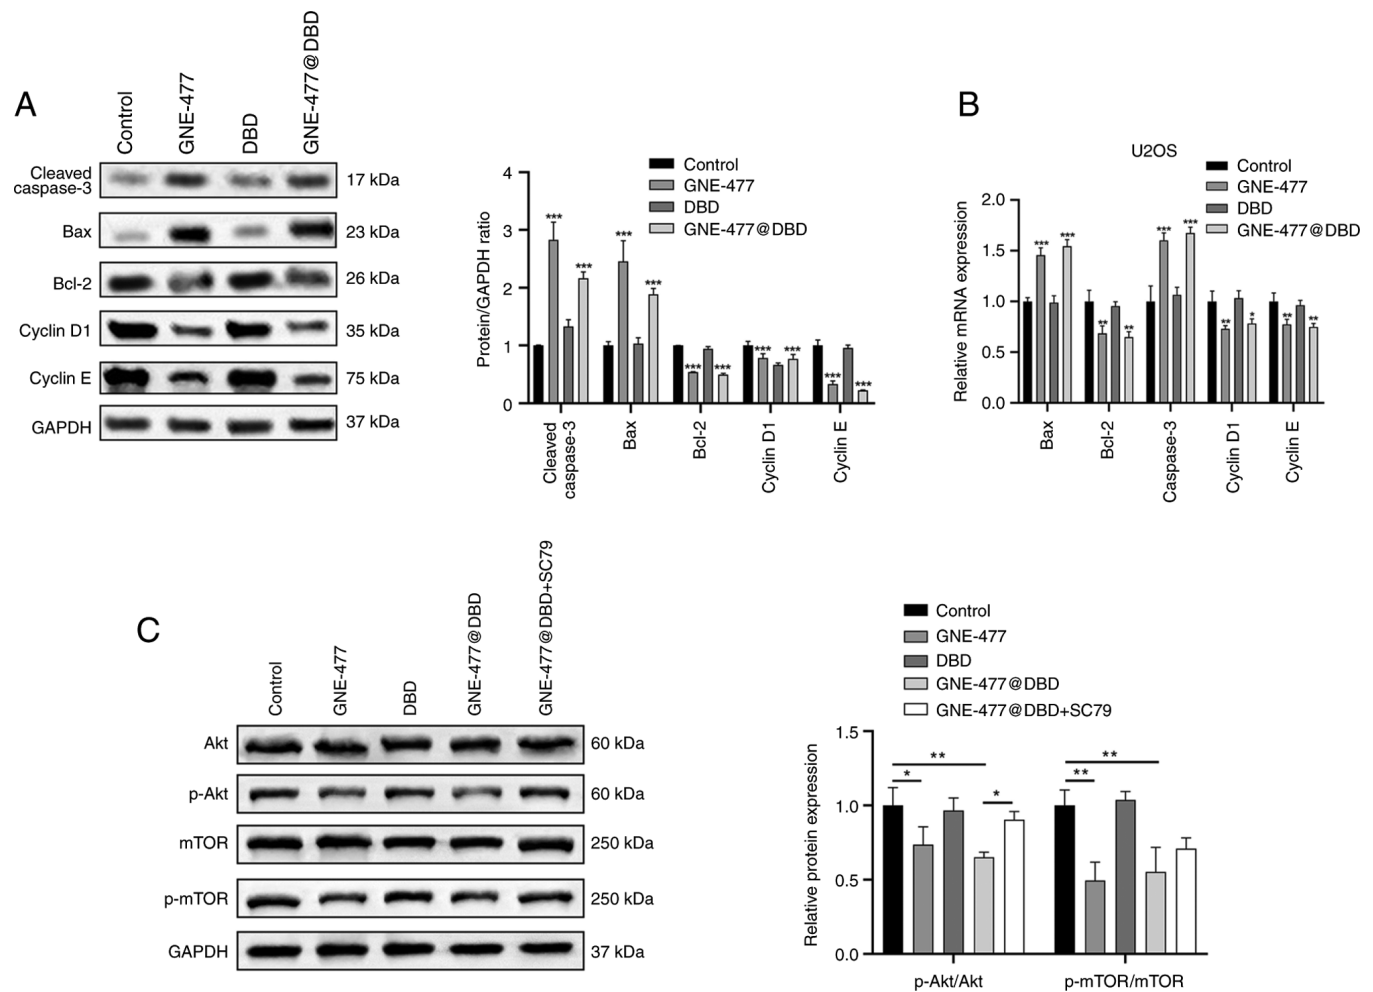 A
Control
GNE-477
DBD
GNE-477@DBD
Cleaved
caspase-3
17 kDa
Bax
23 kDa
Bcl-2
26 kDa
Cyclin D1
35 kDa
Cyclin E
75 kDa
GAPDH
37 kDa
Control
GNE-477
DBD
GNE-477@DBD
Protein/GAPDH ratio
4
3
2
1
0
***
***
***
***
***
***
***
***
***
***
Cleaved
caspase-3
Bax
Bcl-2
Cyclin D1
Cyclin E
B
U2OS
Control
GNE-477
DBD
GNE-477@DBD
Relative mRNA expression
2.0
1.5
1.0
0.5
0.0
***
***
**
**
***
***
**
*
**
**
Bax
Bcl-2
Caspase-3
Cyclin D1
Cyclin E
C
Control
GNE-477
DBD
GNE-477@DBD
GNE-477@DBD+SC79
Akt
60 kDa
p-Akt
60 kDa
mTOR
250 kDa
p-mTOR
250 kDa
GAPDH
37 kDa
Control
GNE-477
DBD
GNE-477@DBD
GNE-477@DBD+SC79
Relative protein expression
1.5
1.0
0.5
0.0
**
*
*
**
**
p-Akt/Akt
p-mTOR/mTOR